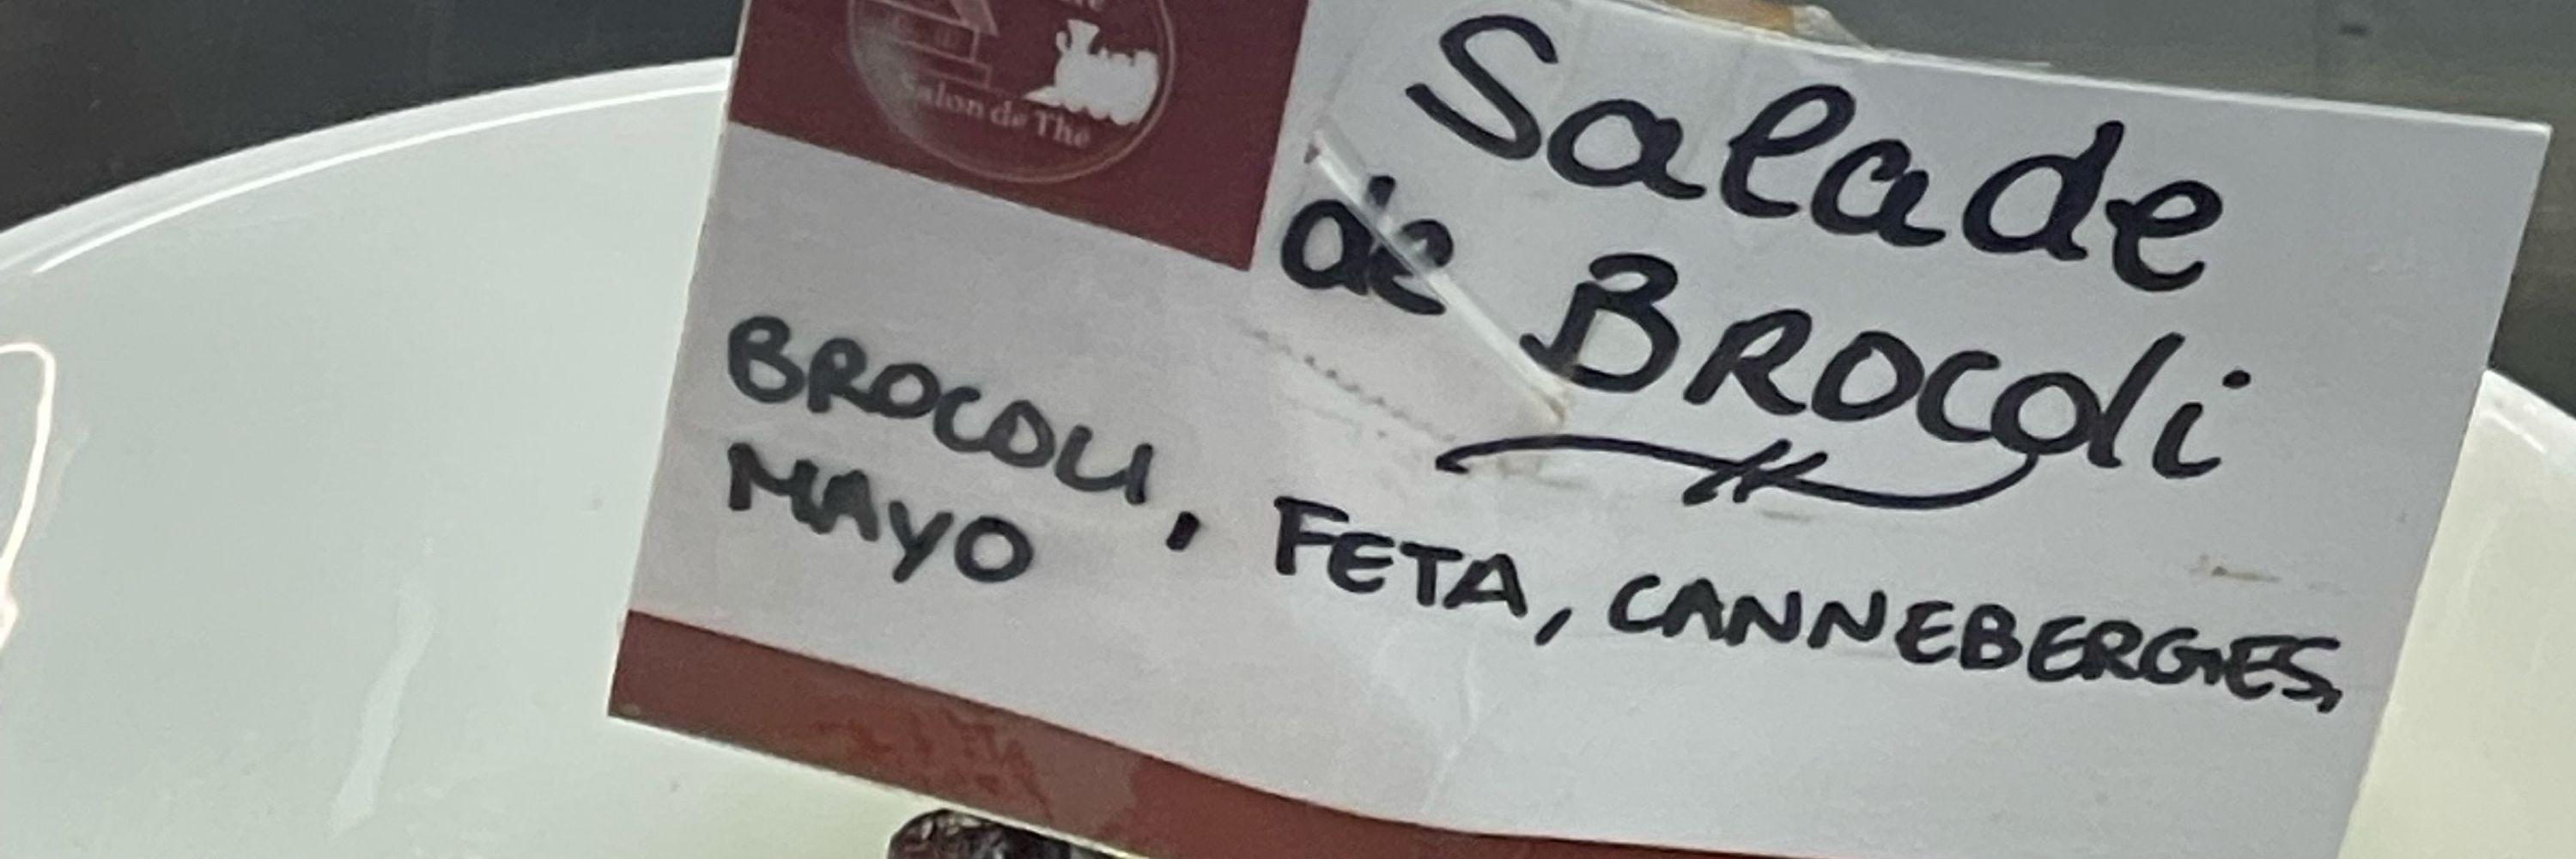 Salon de Thé
Salade
de BROCOli
BROCOLI, FETA, CANNEBERGES,
MAYO